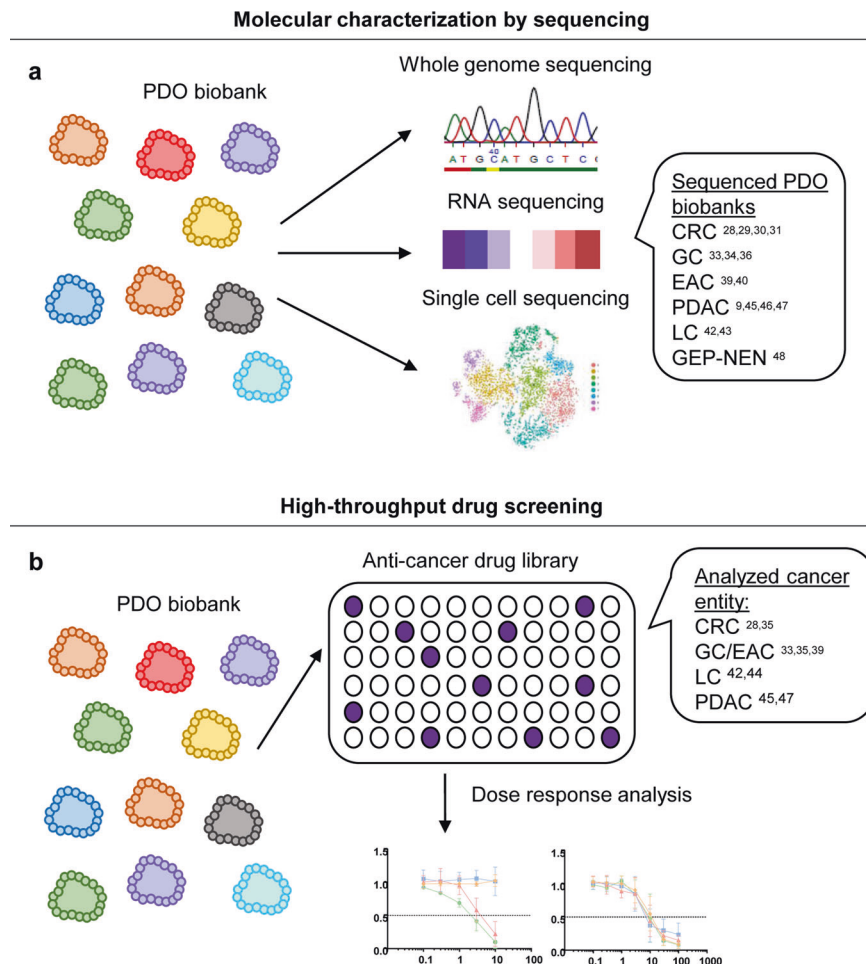 Molecular characterization by sequencing
a
PDO biobank
Whole genome sequencing
40
A T G C A T G C T C
RNA sequencing
Single cell sequencing
Sequenced PDO
biobanks
CRC 28,29,30,31
GC 33,34,36
EAC 39,40
PDAC 9,45,46,47
LC 42,43
GEP-NEN 48
High-throughput drug screening
b
PDO biobank
Anti-cancer drug library
Analyzed cancer
entity:
CRC 28,35
GC/EAC 33,35,39
LC 42,44
PDAC 45,47
Dose response analysis
1.5
1.0
0.5
0.0
0.1 1 10 100
1.5
1.0
0.5
0.0
0.1 1 10 100 1000